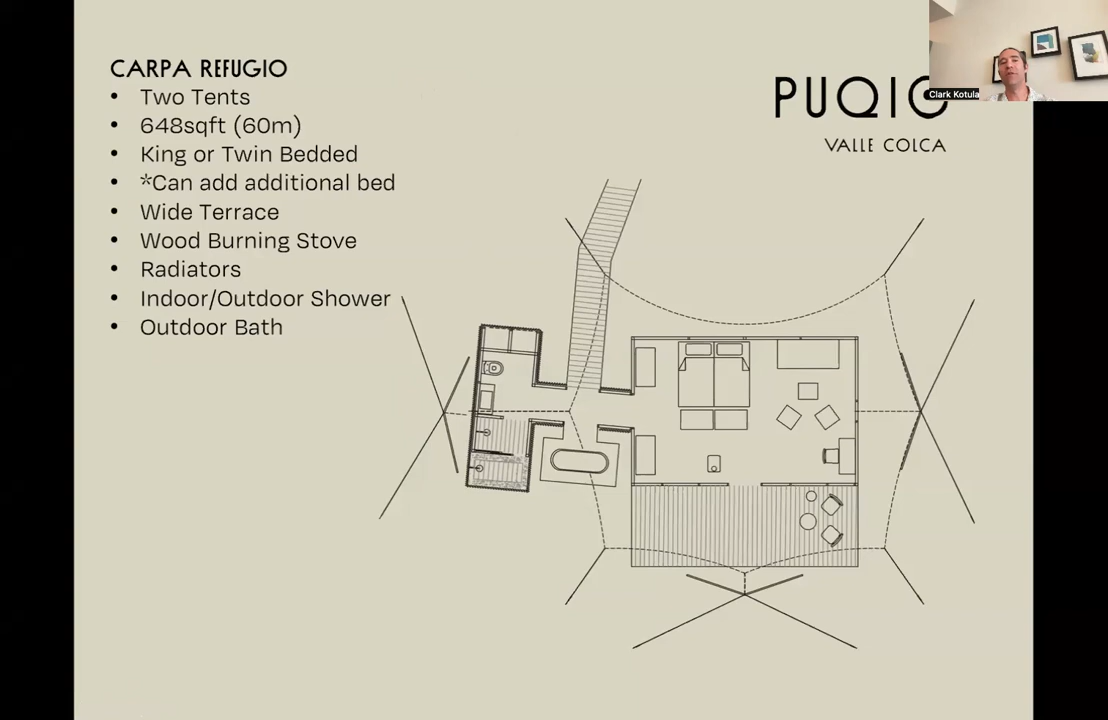 CARPA REFUGIO
• Two Tents
• 648sqft (60m)
• King or Twin Bedded
• *Can add additional bed
• Wide Terrace
• Wood Burning Stove
• Radiators
• Indoor/Outdoor Shower
• Outdoor Bath
PUQIO
VALLE COLCA
Clark Kotula